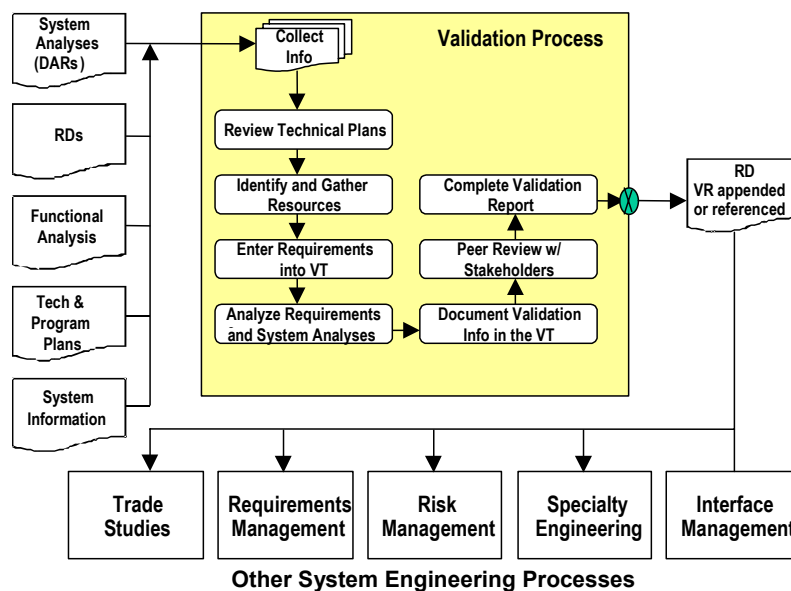 System
Analyses
(DARs)
RDs
Functional
Analysis
Tech &
Program
Plans
System
Information
Validation Process
Collect
Info
Review Technical Plans
Identify and Gather
Resources
Enter Requirements
into VT
Analyze Requirements
and System Analyses
Document Validation
Info in the VT
Peer Review w/
Stakeholders
Complete Validation
Report
RD
VR appended
or referenced
Trade
Studies
Requirements
Management
Risk
Management
Specialty
Engineering
Interface
Management
Other System Engineering Processes